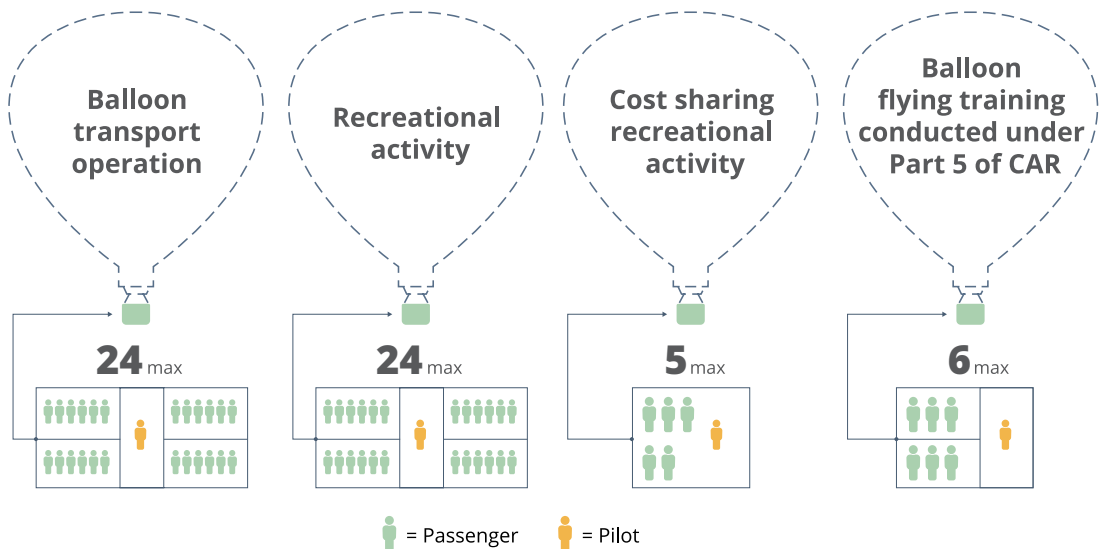 Balloon
transport
operation
Recreational
activity
Cost sharing
recreational
activity
Balloon
flying training
conducted under
Part 5 of CAR
24 max
24 max
5 max
6 max
= Passenger
= Pilot